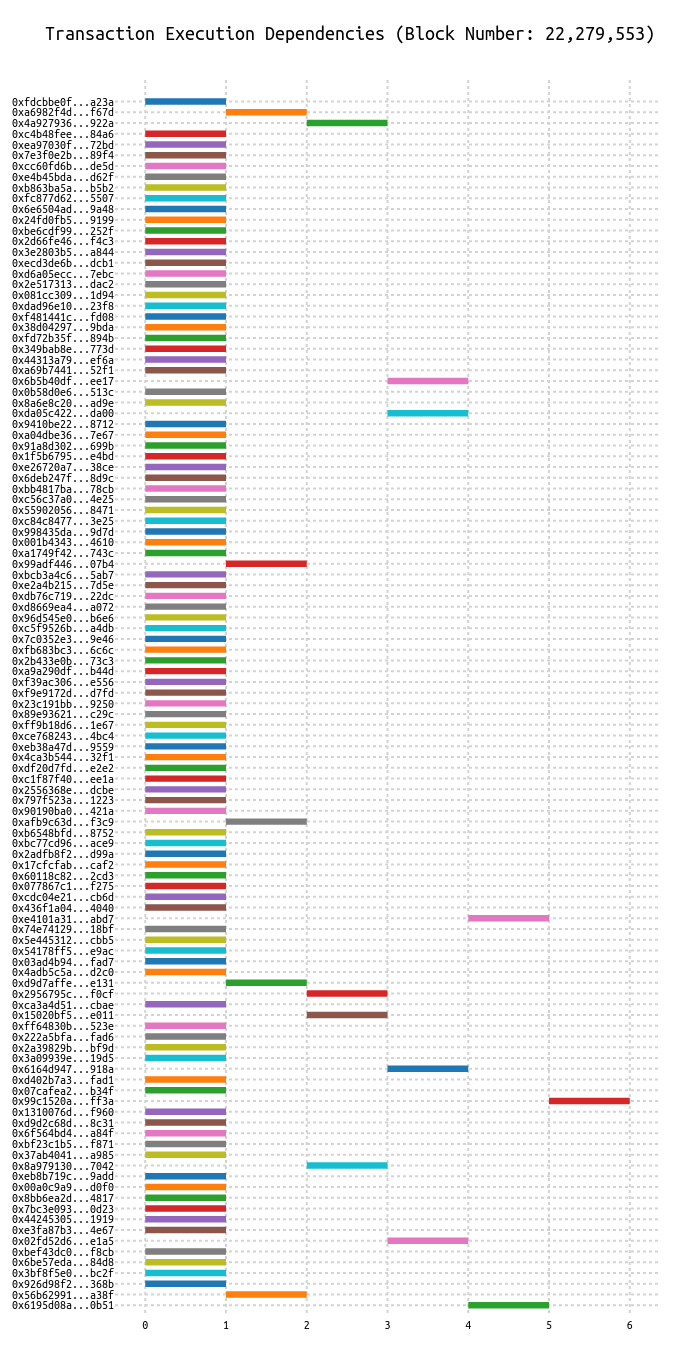 Transaction Execution Dependencies (Block Number: 22,279,553)
0xfdcbbe0f...a23a
0xa6982f4d...f67d
0x4a927936...922a
0xc4b48fee...84a6
0xea97030f...72bd
0x7e3f0e2b...89f4
0xcc60fd6b...de5d
0xe4b45bda...d62f
0xb863ba5a...b5b2
0xfc877d62...5507
0x6e6504ad...9a48
0x24fd0fb5...9199
0xbe6cdf99...252f
0x2d66fe46...f4c3
0x3e2803b5...a844
0xecd3de6b...dcb1
0xd6a05ecc...7ebc
0x2e517313...dac2
0x081cc309...1d94
0xdad96e10...23f8
0xf481441c...fd08
0x38d04297...9bda
0xfd72b35f...894b
0x349bab8e...773d
0x44313a79...ef6a
0xa69b7441...52f1
0x6b5b40df...ee17
0x0b58d0e6...513c
0x8a6e8c20...ad9e
0xda05c422...da00
0x9410be22...8712
0xa04dbe36...7e67
0x91a8d302...699b
0x1f5b6795...e4bd
0xe26720a7...38ce
0x6deb247f...8d9c
0xbb4817ba...78cb
0xc56c37a0...4e25
0x55902056...8471
0xc84c8477...3e25
0x998435da...9d7d
0x001b4343...4610
0xa1749f42...743c
0x99adf446...07b4
0xbcb3a4c6...5ab7
0xe2a4b215...7d5e
0xdb76c719...22dc
0xd8669ea4...a072
0x96d545e0...b6e6
0xc5f9526b...a4db
0x7c0352e3...9e46
0xfb683bc3...6c6c
0x2b433e0b...73c3
0xa9a290df...b44d
0xf39ac306...e556
0xf9e9172d...d7fd
0x23c191bb...9250
0x89e93621...c29c
0xff9b18d6...1e67
0xce768243...4bc4
0xeb38a47d...9559
0x4ca3b544...32f1
0xdf20d7fd...e2e2
0xc1f87f40...ee1a
0x2556368e...dcbe
0x797f523a...1223
0x90190ba0...421a
0xafb9c63d...f3c9
0xb6548bfd...8752
0xbc77cd96...ace9
0x2adfb8f2...d99a
0x17cfcfab...caf2
0x60118c82...2cd3
0x077867c1...f275
0xcdc04e21...cb6d
0x436f1a04...4040
0xe4101a31...abd7
0x74e74129...18bf
0x5e445312...cbb5
0x54178ff5...e9ac
0x03ad4b94...fad7
0x4adb5c5a...d2c0
0xd9d7affe...e131
0x2956795c...f0cf
0xca3a4d51...cbae
0x15020bf5...e011
0xff64830b...523e
0x222a5bfa...fad6
0x2a39829b...bf9d
0x3a09939e...19d5
0x6164d947...918a
0xd402b7a3...fad1
0x07cafea2...b34f
0x99c1520a...ff3a
0x1310076d...f960
0xd9d2c68d...8c31
0x6f564bd4...a84f
0xbf23c1b5...f871
0x37ab4041...a985
0x8a979130...7042
0xeb8b719c...9add
0x00a0c9a9...d0f0
0x8bb6ea2d...4817
0x7bc3e093...0d23
0x44245305...1919
0xe3fa87b3...4e67
0x02fd52d6...e1a5
0xbef43dc0...f8cb
0x6be57eda...84d8
0x3bf8f5e0...bc2f
0x926d98f2...368b
0x56b62991...a38f
0x6195d08a...0b51
0 1 2 3 4 5 6